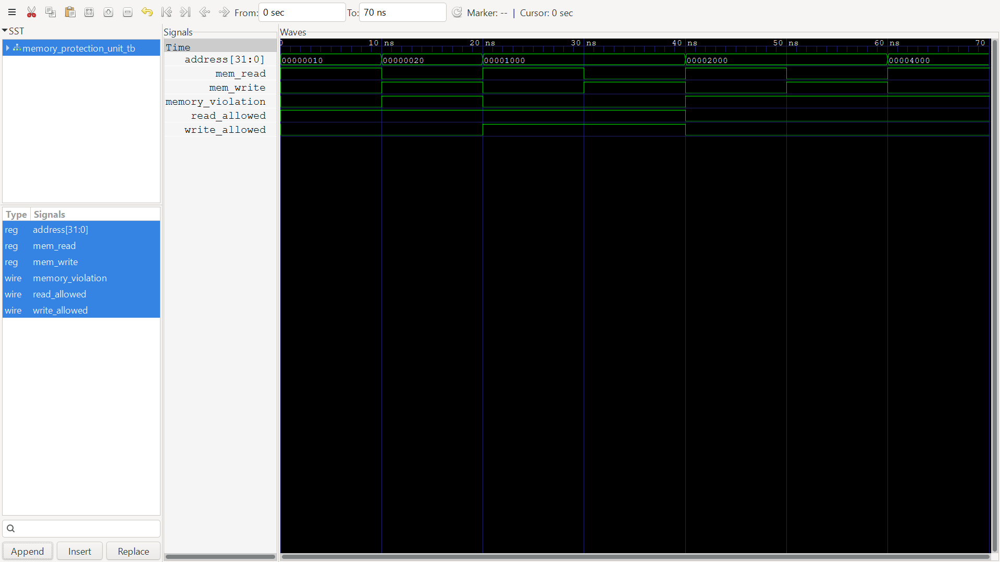 From: 0 sec To: 70 ns Marker: -- | Cursor: 0 sec
SST
memory_protection_unit_tb
Type Signals
reg address[31:0]
reg mem_read
reg mem_write
wire memory_violation
wire read_allowed
wire write_allowed
Append Insert Replace
Signals
Time
address[31:0]
mem_read
mem_write
memory_violation
read_allowed
write_allowed
Waves
0 10 ns 20 ns 30 ns 40 ns 50 ns 60 ns 70
00000010 00000020 00001000 00002000 00004000